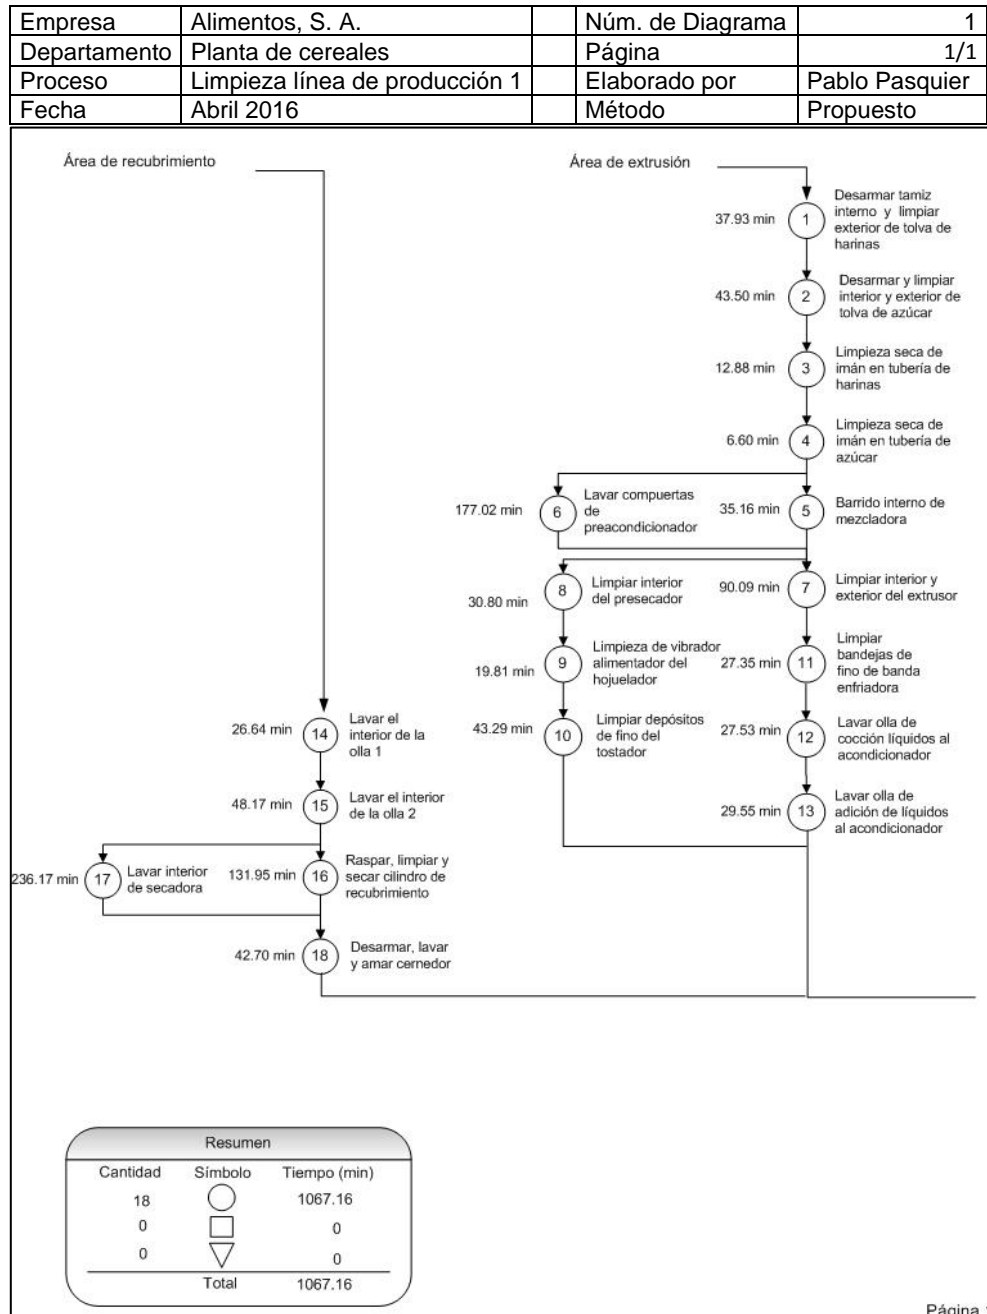 Empresa Alimentos, S. A. Núm. de Diagrama 1
Departamento Planta de cereales Página 1/1
Proceso Limpieza línea de producción 1 Elaborado por Pablo Pasquier
Fecha Abril 2016 Método Propuesto
Área de recubrimiento
Área de extrusión
37.93 min
1
Desarmar tamiz
interno y limpiar
exterior de tolva de
harinas
43.50 min
2
Desarmar y limpiar
interior y exterior de
tolva de azúcar
12.88 min
3
Limpieza seca de
imán en tubería de
harinas
6.60 min
4
Limpieza seca de
imán en tubería de
azúcar
177.02 min
6
Lavar compuertas
de
preacondicionador
35.16 min
5
Barrido interno de
mezcladora
30.80 min
8
Limpiar interior
del presecador
90.09 min
7
Limpiar interior y
exterior del extrusor
19.81 min
9
Limpieza de vibrador
alimentador del
hojuelador
27.35 min
11
Limpiar
bandejas de
fino de banda
enfriadora
26.64 min
14
Lavar el
interior de la
olla 1
43.29 min
10
Limpiar depósitos
de fino del
tostador
27.53 min
12
Lavar olla de
cocción líquidos al
acondicionador
48.17 min
15
Lavar el interior
de la olla 2
29.55 min
13
Lavar olla de
adición de líquidos
al acondicionador
236.17 min
17
Lavar interior
de secadora
131.95 min
16
Raspar, limpiar y
secar cilindro de
recubrimiento
42.70 min
18
Desarmar, lavar
y amar cernedor
Resumen
Cantidad Símbolo Tiempo (min)
18 1067.16
0 0
0 0
Total 1067.16
Página